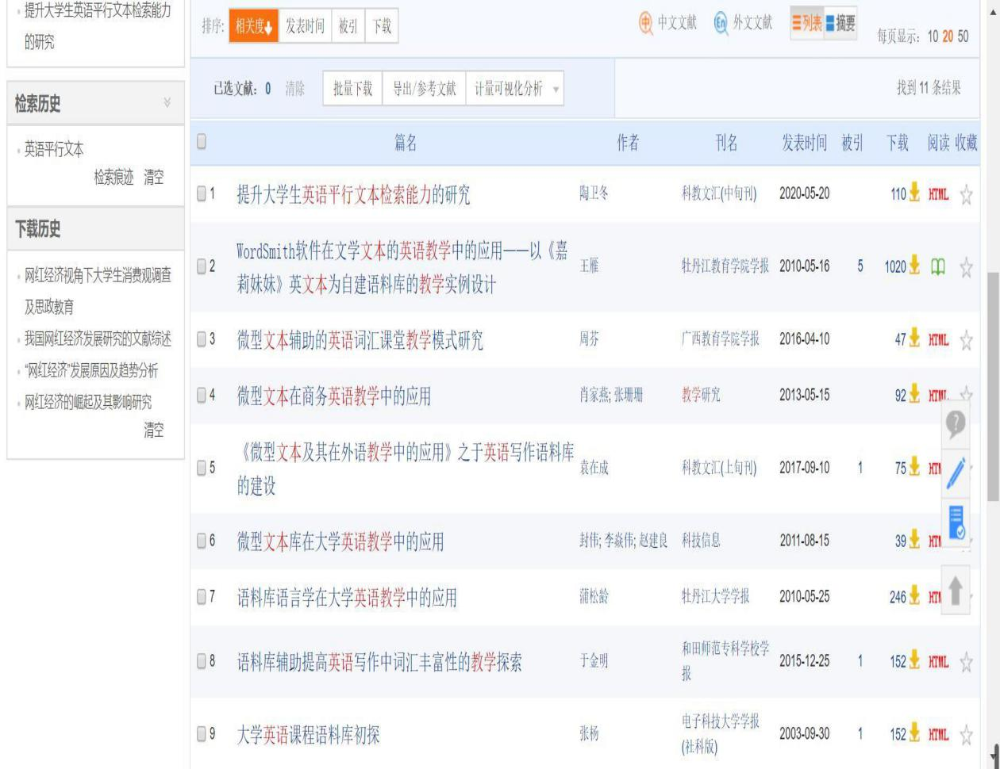 提升大学生英语平行文本检索能力
的研究
检索历史
英语平行文本
检索痕迹 清空
下载历史
网红经济视角下大学生消费观调查
及思政教育
我国网红经济发展研究的文献综述
“网红经济”发展原因及趋势分析
网红经济的崛起及其影响研究
清空
排序: 相关度 发表时间 被引 下载
中文文献 外文文献 列表 摘要
每页显示: 10 20 50
已选文献: 0 清除 批量下载 导出/参考文献 计量可视化分析
找到 11 条结果
篇名 作者 刊名 发表时间 被引 下载 阅读 收藏
1 提升大学生英语平行文本检索能力的研究 陶卫冬 科教文汇(中旬刊) 2020-05-20 110 HTML
WordSmith软件在文学文本的英语教学中的应用——以《嘉
2 王雁 牡丹江教育学院学报 2010-05-16 5 1020
莉妹妹》英文本为自建语料库的教学实例设计
3 微型文本辅助的英语词汇课堂教学模式研究 周芬 广西教育学院学报 2016-04-10 47 HTML
4 微型文本在商务英语教学中的应用 肖家燕; 张珊珊 教学研究 2013-05-15 92 HTML
《微型文本及其在外语教学中的应用》之于英语写作语料库
5 袁在成 科教文汇(上旬刊) 2017-09-10 1 75 HTM
的建设
6 微型文本库在大学英语教学中的应用 封伟; 李焱伟; 赵建良 科技信息 2011-08-15 39 HTM
7 语料库语言学在大学英语教学中的应用 蒲松龄 牡丹江大学学报 2010-05-25 246 HTM
8 语料库辅助提高英语写作中词汇丰富性的教学探索 于金明 和田师范专科学校学
报 2015-12-25 1 152 HTML
9 大学英语课程语料库初探 张杨 电子科技大学学报
(社科版) 2003-09-30 1 152 HTML